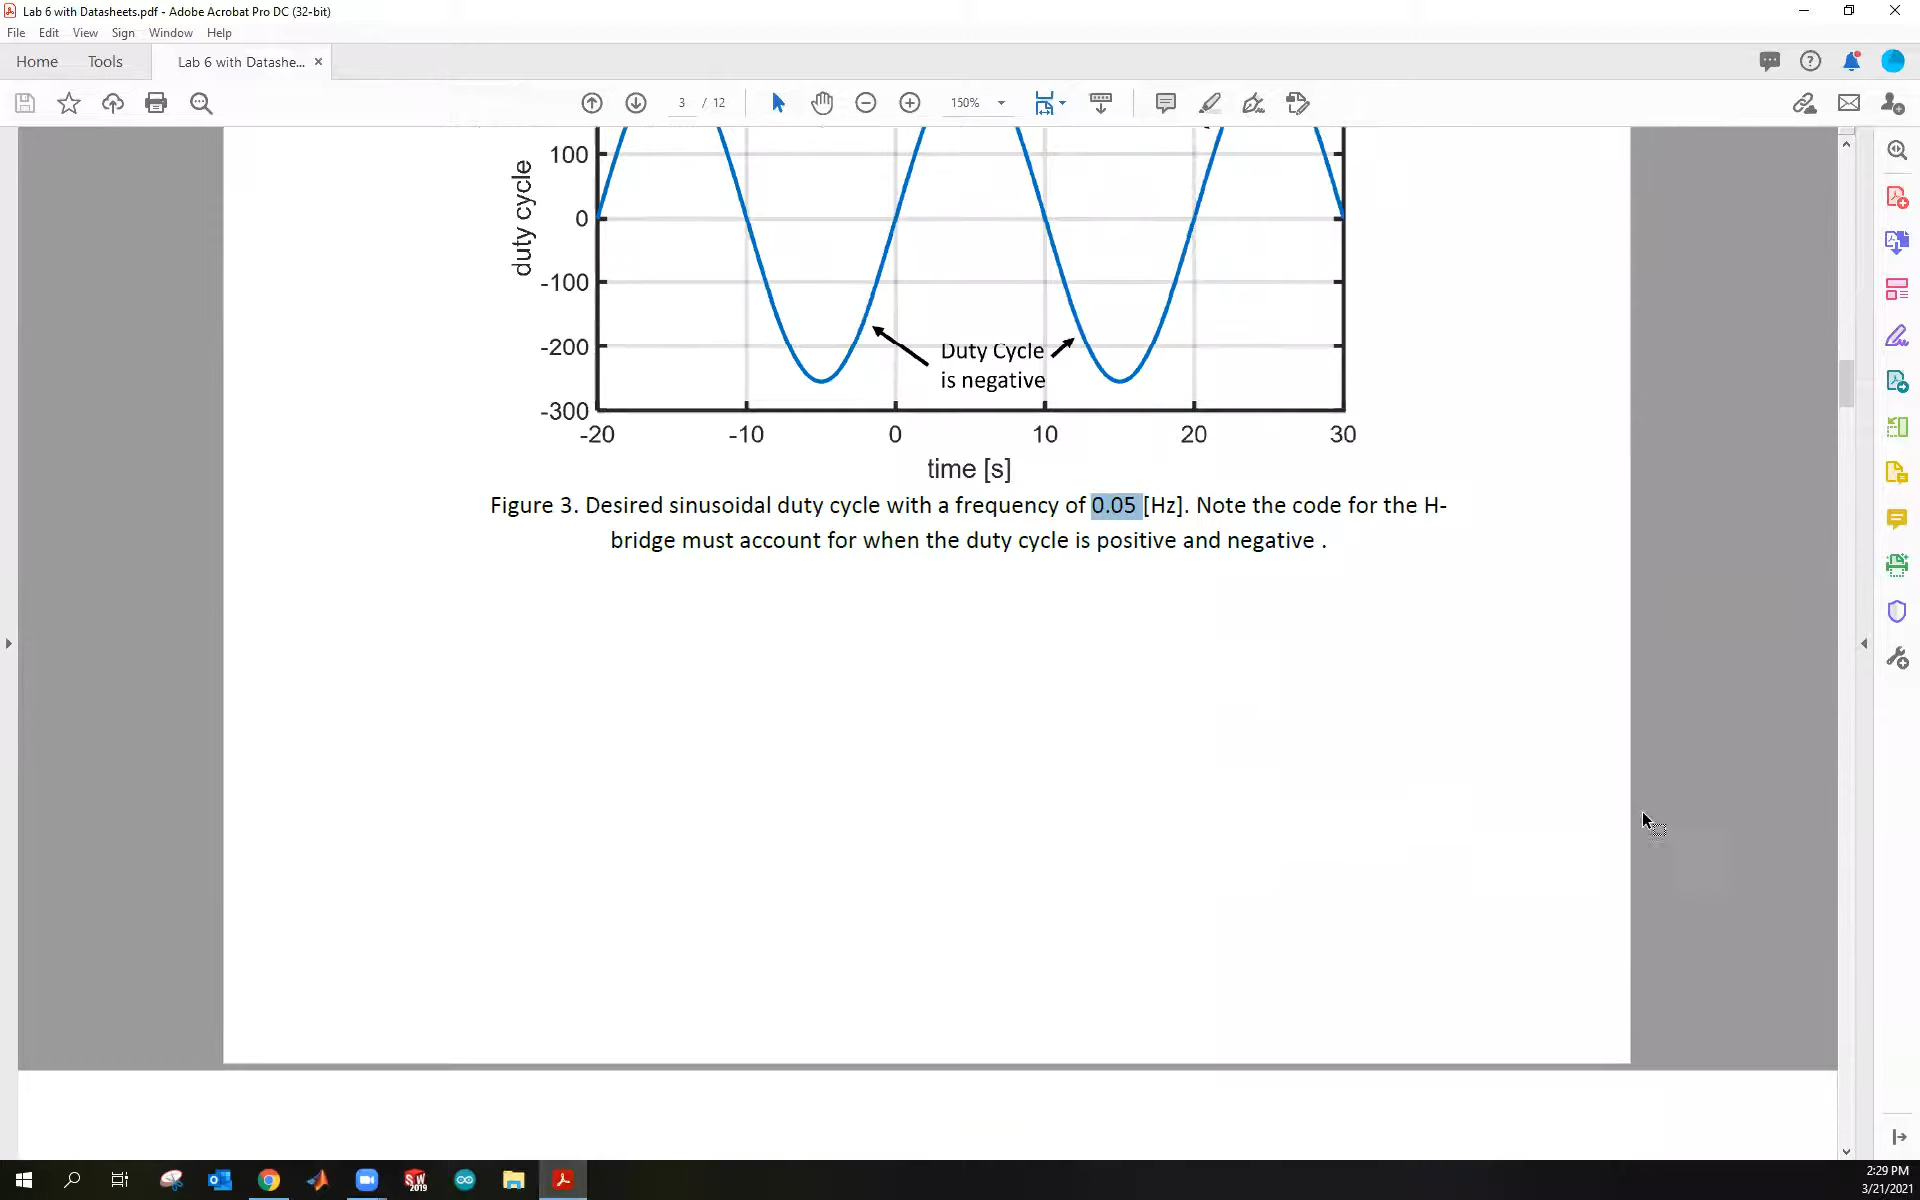 Lab 6 with Datasheets.pdf - Adobe Acrobat Pro DC (32-bit)
File Edit View Sign Window Help
Home Tools Lab 6 with Datashe... ×
3 / 12 150%
duty cycle
100
0
-100
-200
-300
Duty Cycle
is negative
-20 -10 0 10 20 30
time [s]
Figure 3. Desired sinusoidal duty cycle with a frequency of 0.05 [Hz]. Note the code for the H-
bridge must account for when the duty cycle is positive and negative .
SW
2019
2:29 PM
3/21/2021